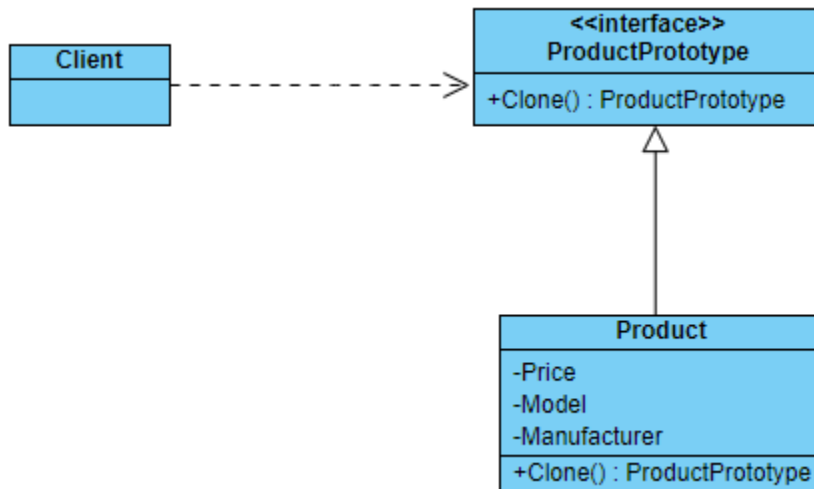 Client
<<interface>>
ProductPrototype
+Clone() : ProductPrototype
Product
-Price
-Model
-Manufacturer
+Clone() : ProductPrototype